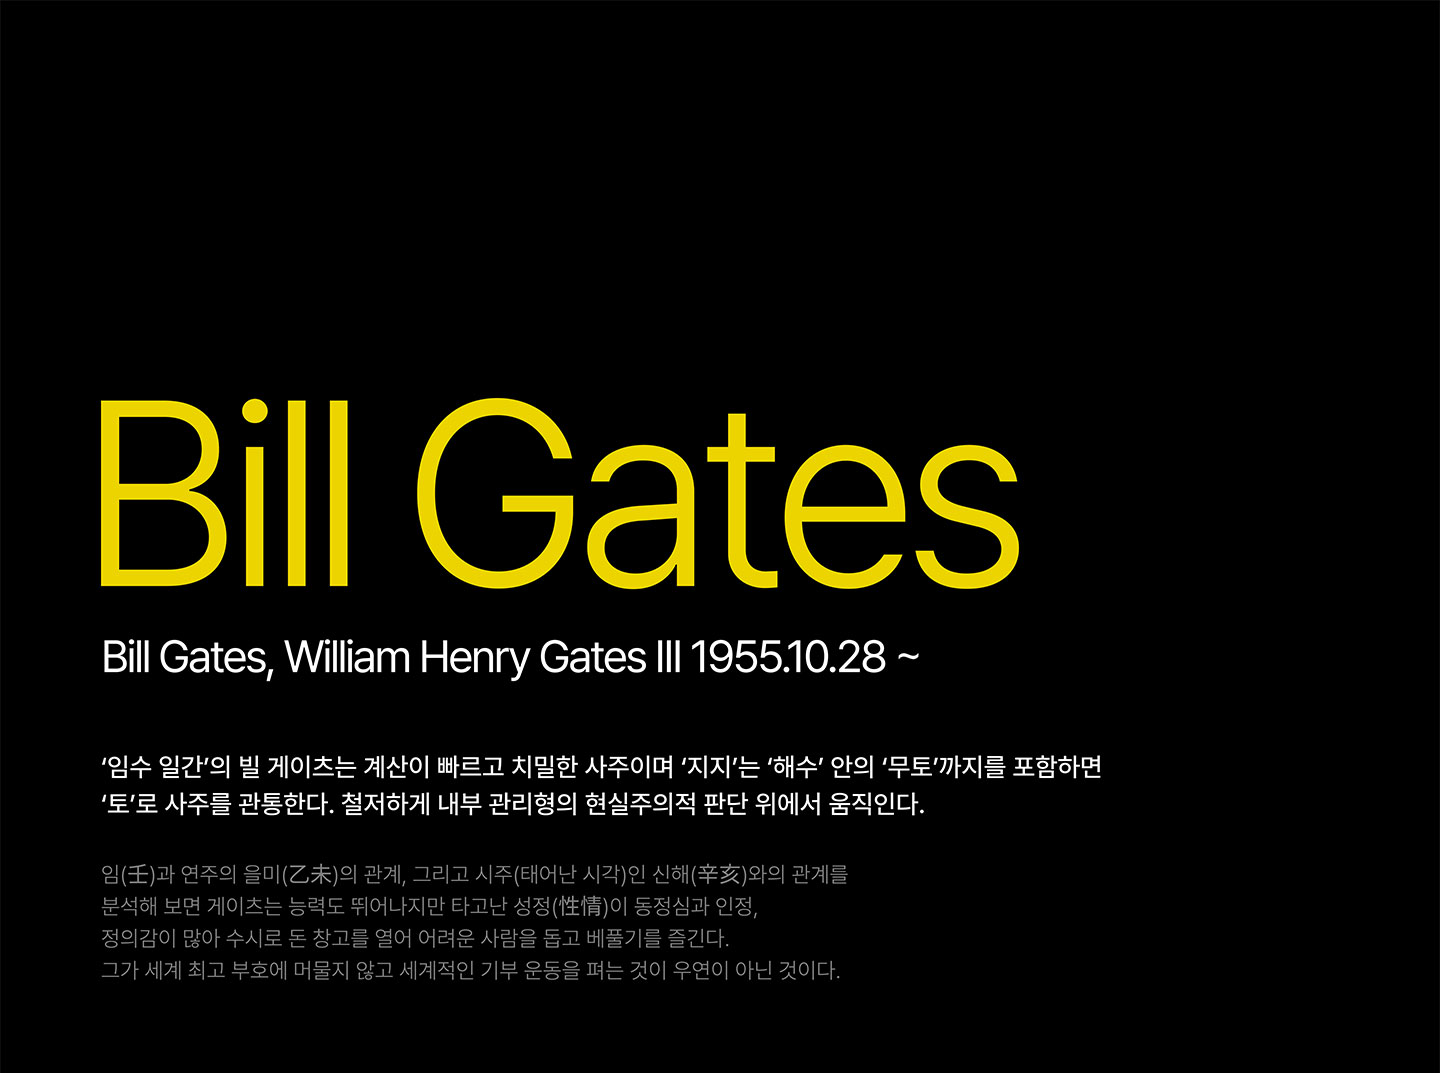 Bill Gates
Bill Gates, William Henry Gates III 1955.10.28 ~
‘임수 일간’의 빌 게이츠는 계산이 빠르고 치밀한 사주이며 ‘지지’는 ‘해수’ 안의 ‘무토’까지를 포함하면
‘토’로 사주를 관통한다. 철저하게 내부 관리형의 현실주의적 판단 위에서 움직인다.
임(壬)과 연주의 을미(乙未)의 관계, 그리고 시주(태어난 시각)인 신해(辛亥)와의 관계를
분석해 보면 게이츠는 능력도 뛰어나지만 타고난 성정(性情)이 동정심과 인정,
정의감이 많아 수시로 돈 창고를 열어 어려운 사람을 돕고 베풀기를 즐긴다.
그가 세계 최고 부호에 머물지 않고 세계적인 기부 운동을 펴는 것이 우연이 아닌 것이다.